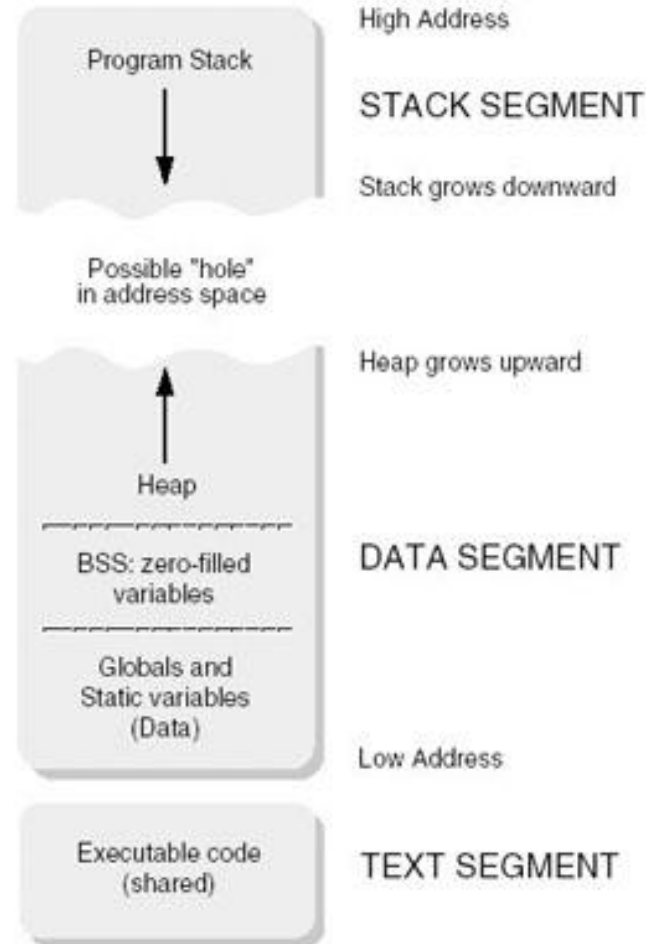 High Address
Program Stack
STACK SEGMENT
Stack grows downward
Possible "hole"
in address space
Heap grows upward
Heap
BSS: zero-filled
variables
DATA SEGMENT
Globals and
Static variables
(Data)
Low Address
Executable code
(shared)
TEXT SEGMENT